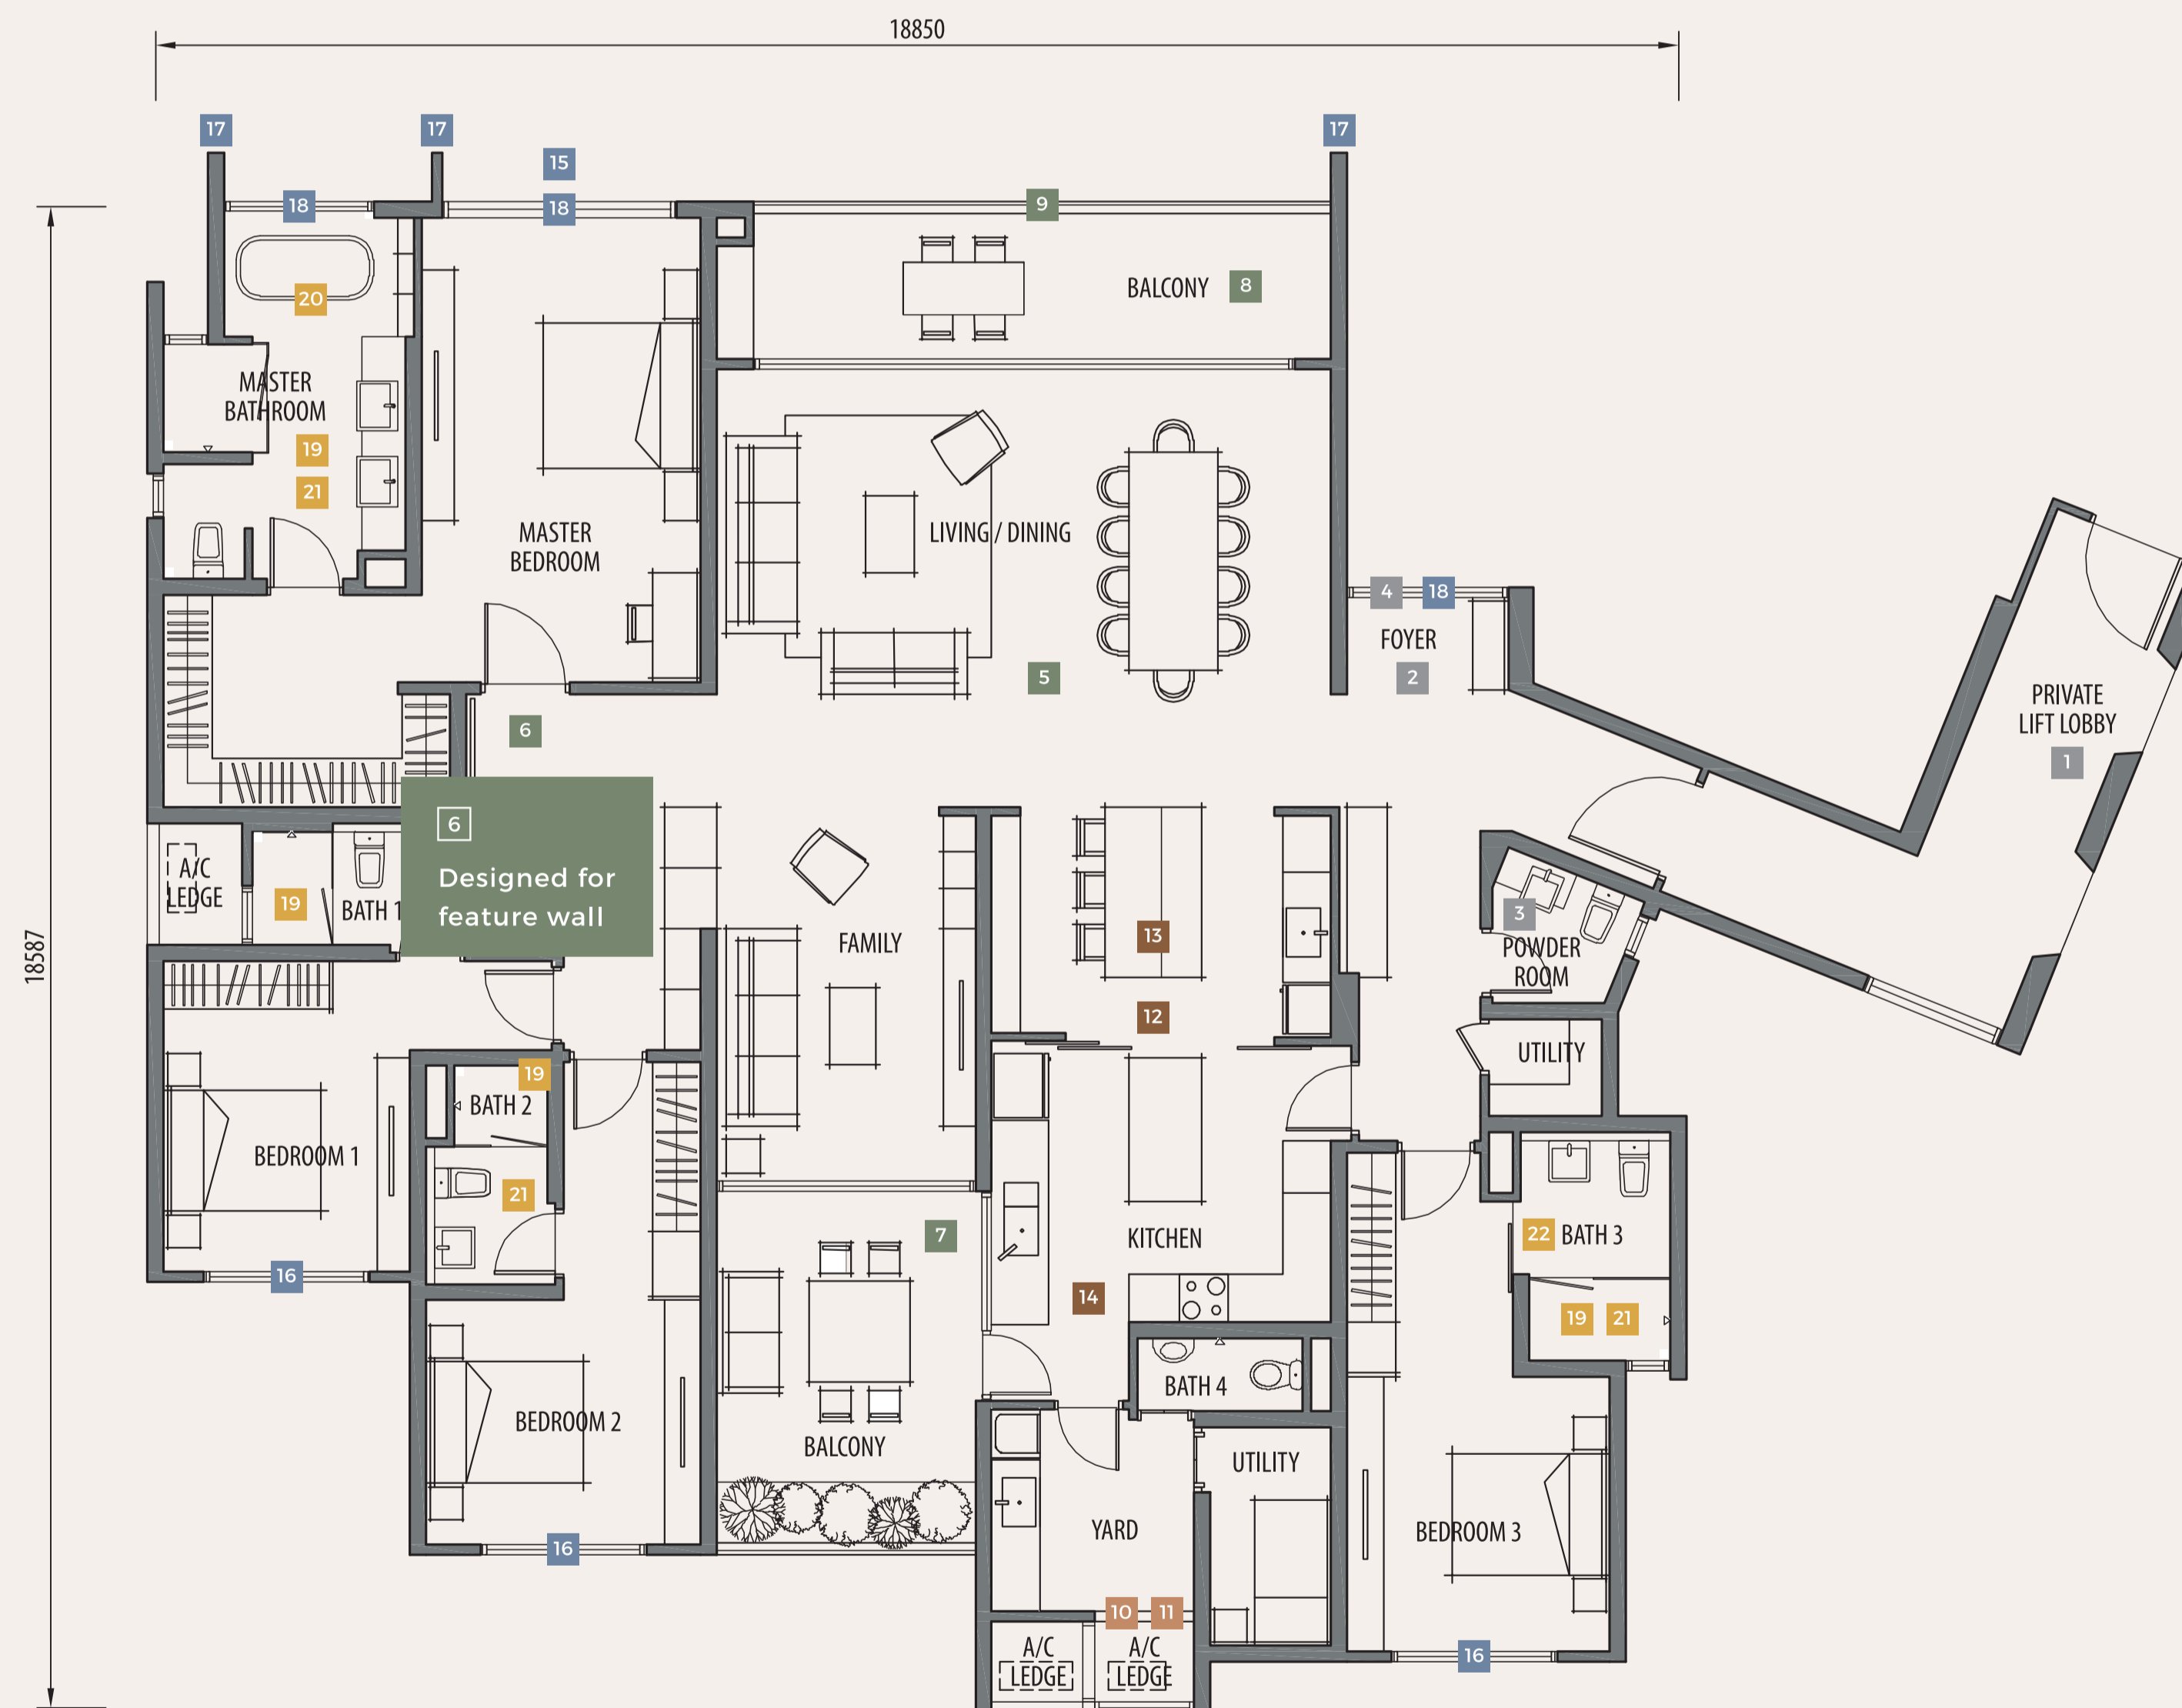 18850
17
17
17
15
18
18
9
BALCONY 8
20
MASTER
BATHROOM
19
21
MASTER
BEDROOM
LIVING / DINING
4 18
FOYER
2
5
PRIVATE
LIFT LOBBY
1
6
6
Designed for
feature wall
A/C
LEDGE
19
BATH 1
FAMILY
13
12
3
POWDER
ROOM
18587
UTILITY
19
BATH 2
BEDROOM 1
21
7
KITCHEN
22 BATH 3
16
14
19 21
BATH 4
BEDROOM 2
BALCONY
UTILITY
YARD
BEDROOM 3
16
10 11
A/C
LEDGE
A/C
LEDGE
16